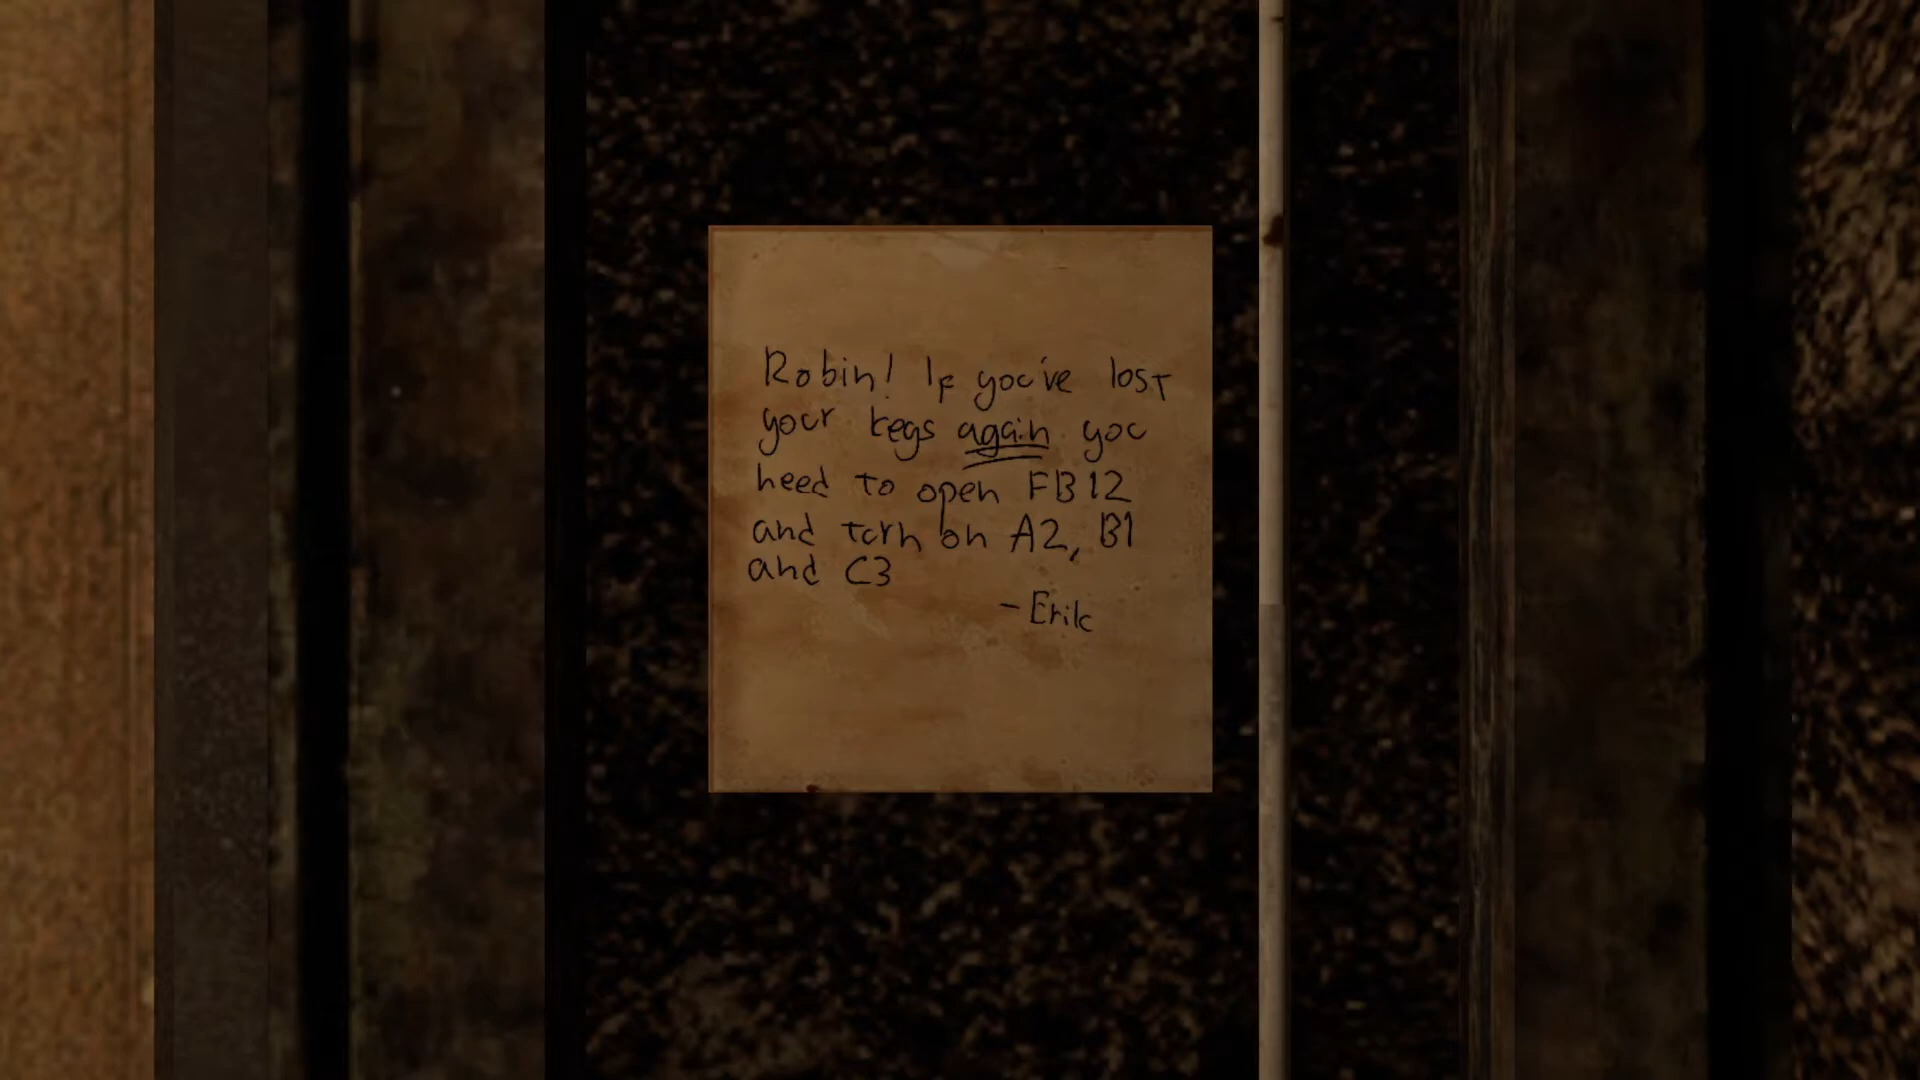 Robin! If you've lost
your keys again you
need to open FB12
and turn on A2, B1
and C3
- Erik